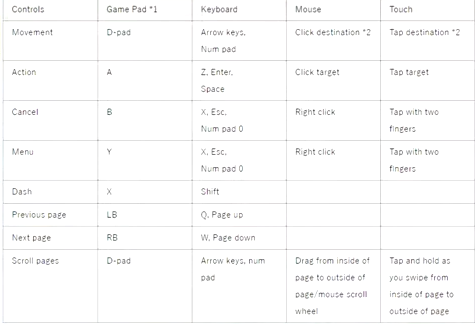 Controls Game Pad *1 Keyboard Mouse Touch
Movement D-pad Arrow keys, Click destination *2 Tap destination *2
Num pad
Action A Z, Enter, Click target Tap target
Space
Cancel B X, Esc, Right click Tap with two
Num pad 0 fingers
Menu Y X, Esc, Right click Tap with two
Num pad 0 fingers
Dash X Shift
Previous page LB Q, Page up
Next page RB W, Page down
Scroll pages D-pad Arrow keys, num Drag from inside of Tap and hold as
pad page to outside of you swipe from
page/mouse scroll inside of page to
wheel outside of page